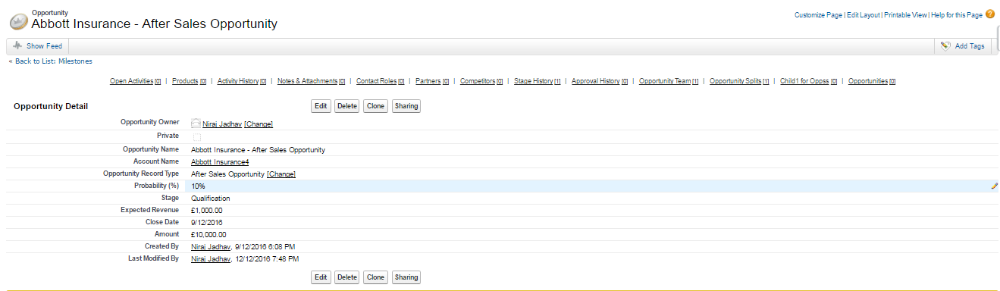 Opportunity
Abbott Insurance - After Sales Opportunity
Customize Page | Edit Layout | Printable View | Help for this Page ?
Show Feed
Add Tags
« Back to List: Milestones
Open Activities [0] | Products [0] | Activity History [0] | Notes & Attachments [0] | Contact Roles [0] | Partners [0] | Competitors [0] | Stage History [1] | Approval History [0] | Opportunity Team [1] | Opportunity Splits [1] | Child1 for Oppss [0] | Opportunities [0]
Opportunity Detail
Edit Delete Clone Sharing
Opportunity Owner Niraj Jadhav [Change]
Private
Opportunity Name Abbott Insurance - After Sales Opportunity
Account Name Abbott Insurance4
Opportunity Record Type After Sales Opportunity [Change]
Probability (%) 10%
Stage Qualification
Expected Revenue £1,000.00
Close Date 9/12/2016
Amount £10,000.00
Created By Niraj Jadhav, 9/12/2016 6:08 PM
Last Modified By Niraj Jadhav, 12/12/2016 7:48 PM
Edit Delete Clone Sharing